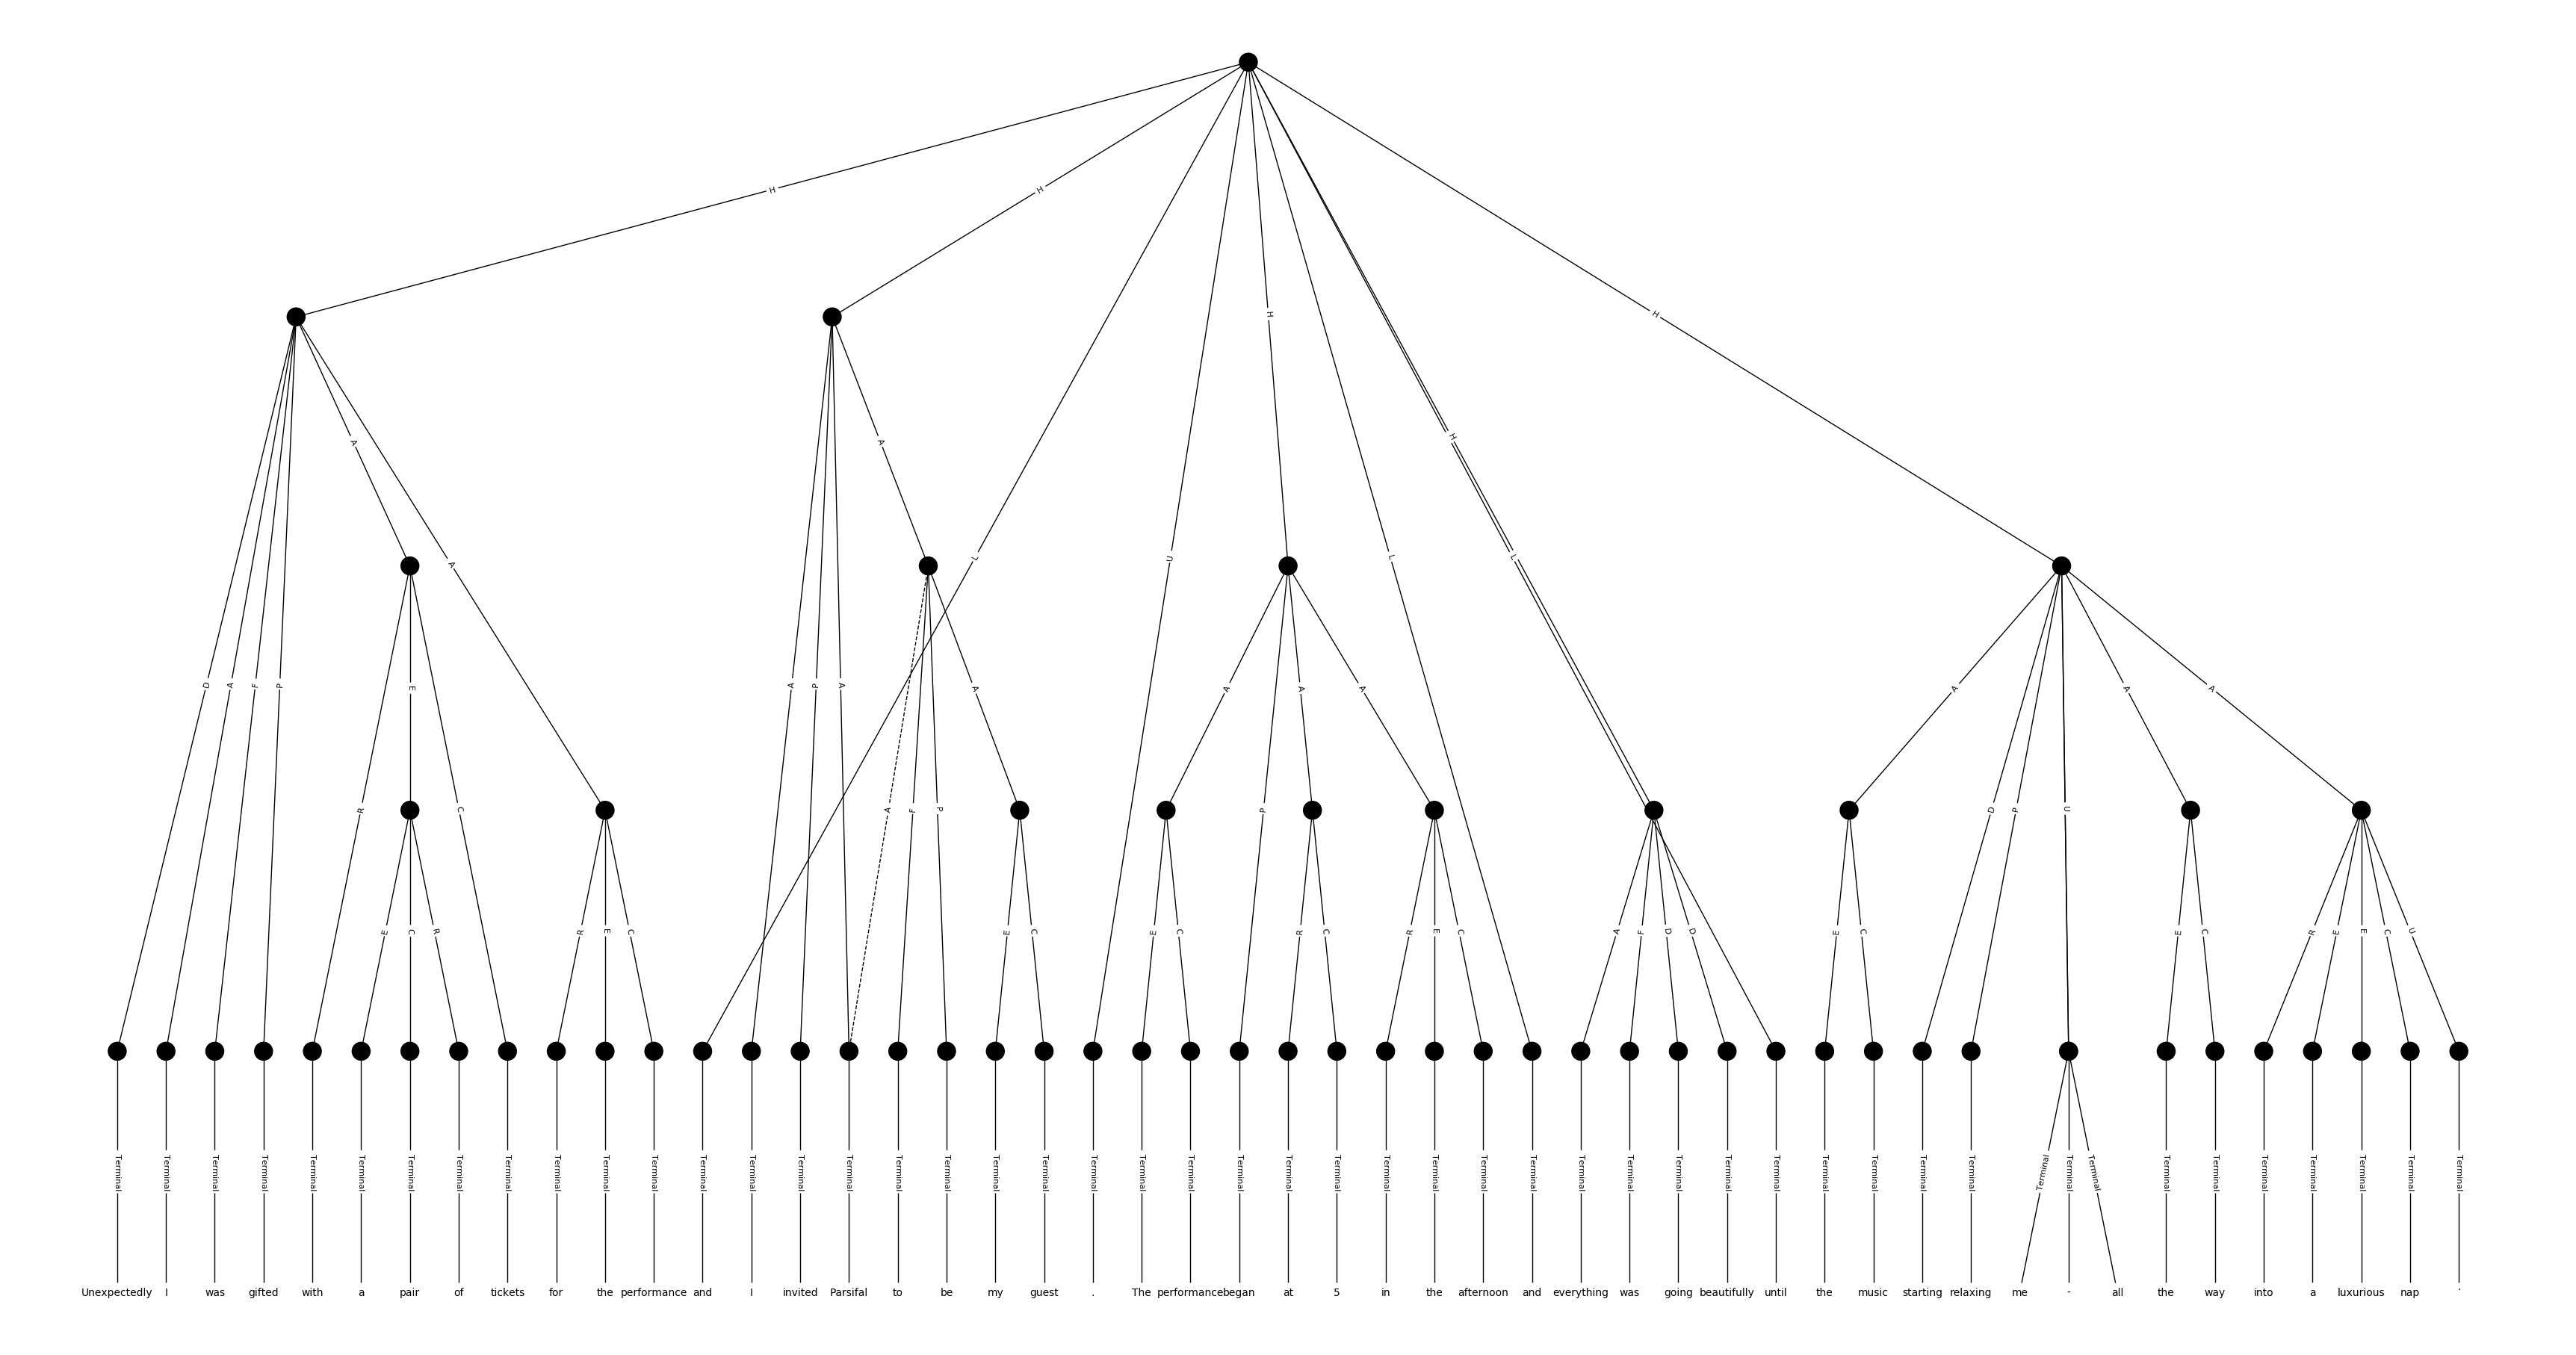 H H H H H
A A L U L L A A A
D A F P R E C A P A A F P A P A A A D P U
E C R R E C E C E C R C R E C A F D D E C E C R E E C U
Terminal Terminal Terminal Terminal Terminal Terminal Terminal Terminal Terminal Terminal Terminal Terminal Terminal Terminal Terminal Terminal Terminal Terminal Terminal Terminal Terminal Terminal Terminal Terminal Terminal Terminal Terminal Terminal Terminal Terminal Terminal Terminal Terminal Terminal Terminal Terminal Terminal Terminal Terminal Terminal Terminal Terminal Terminal Terminal Terminal Terminal Terminal Terminal Terminal
Unexpectedly I was gifted with a pair of tickets for the performance and I invited Parsifal to be my guest . The performance began at 5 in the afternoon and everything was going beautifully until the music starting relaxing me - all the way into a luxurious nap .